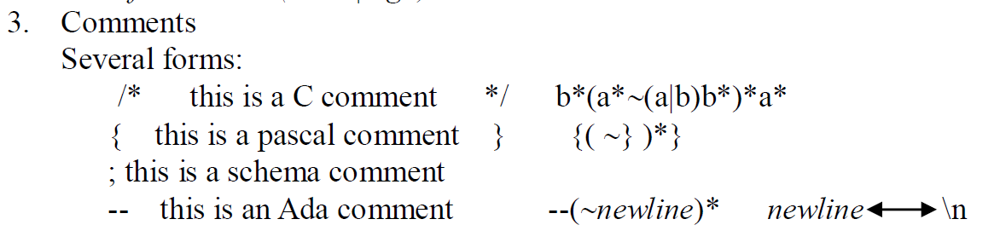 3. Comments
Several forms:
/* this is a C comment */ b*(a*~(a|b)b*)*a*
{ this is a pascal comment } {( ~} )*}
; this is a schema comment
-- this is an Ada comment --(~newline)* newline⟷\n